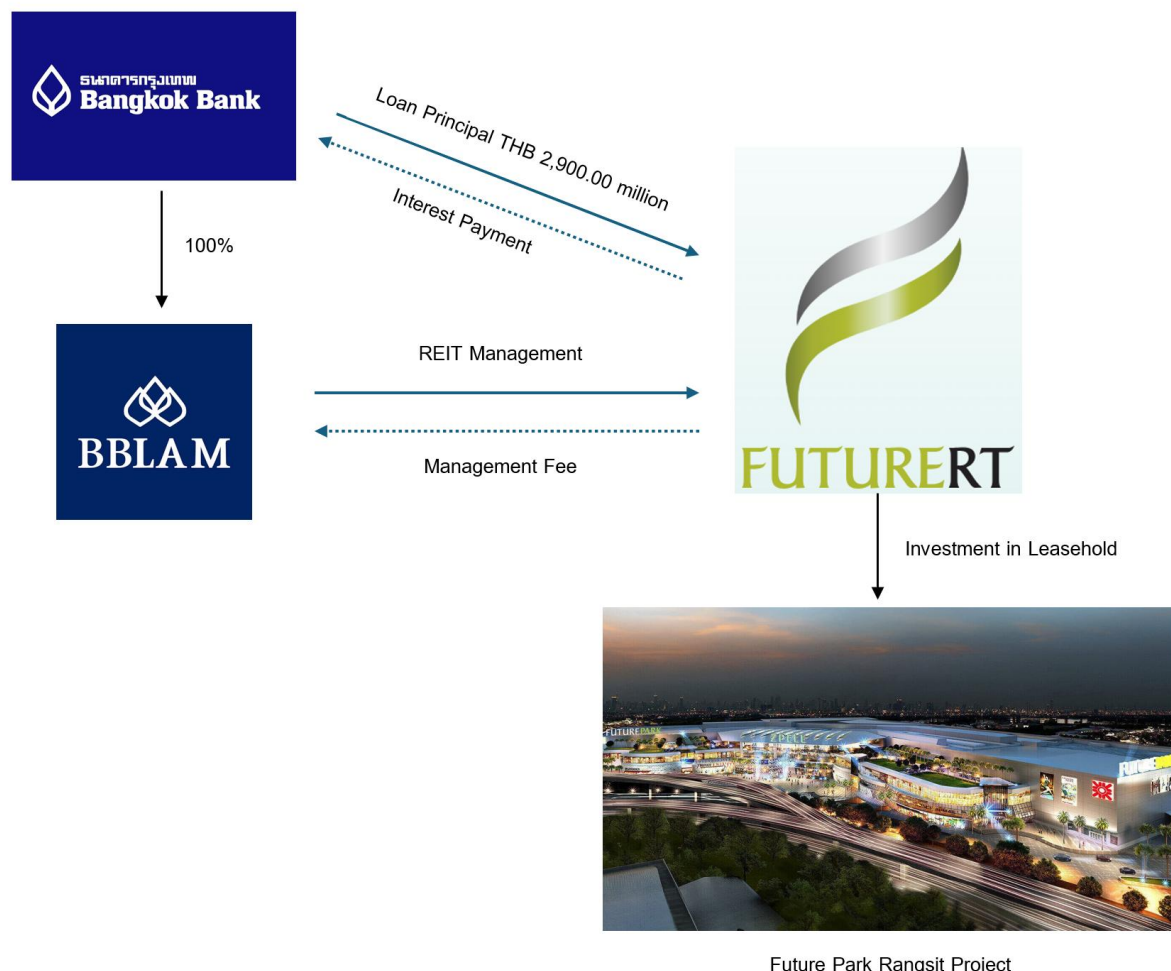 ธนาคารกรุงเทพ
Bangkok Bank
Loan Principal THB 2,900.00 million
Interest Payment
100%
BBLAM
REIT Management
Management Fee
FUTURERT
Investment in Leasehold
FUTUREPARK
ZPELL
Future Park Rangsit Project